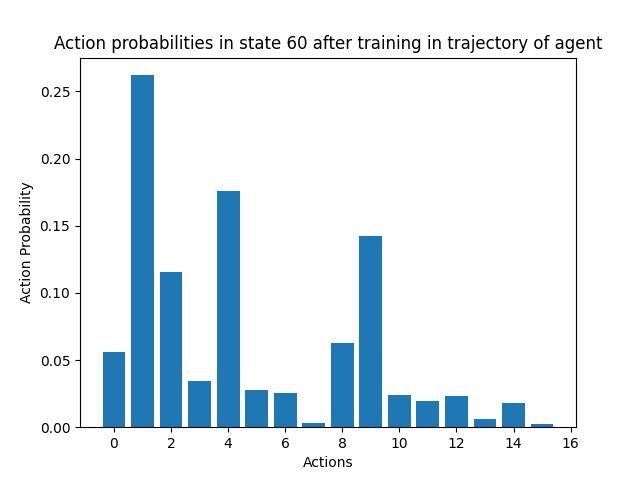 Action probabilities in state 60 after training in trajectory of agent
0.25
0.20
0.15
0.10
0.05
0.00
Action Probability
0 2 4 6 8 10 12 14 16
Actions